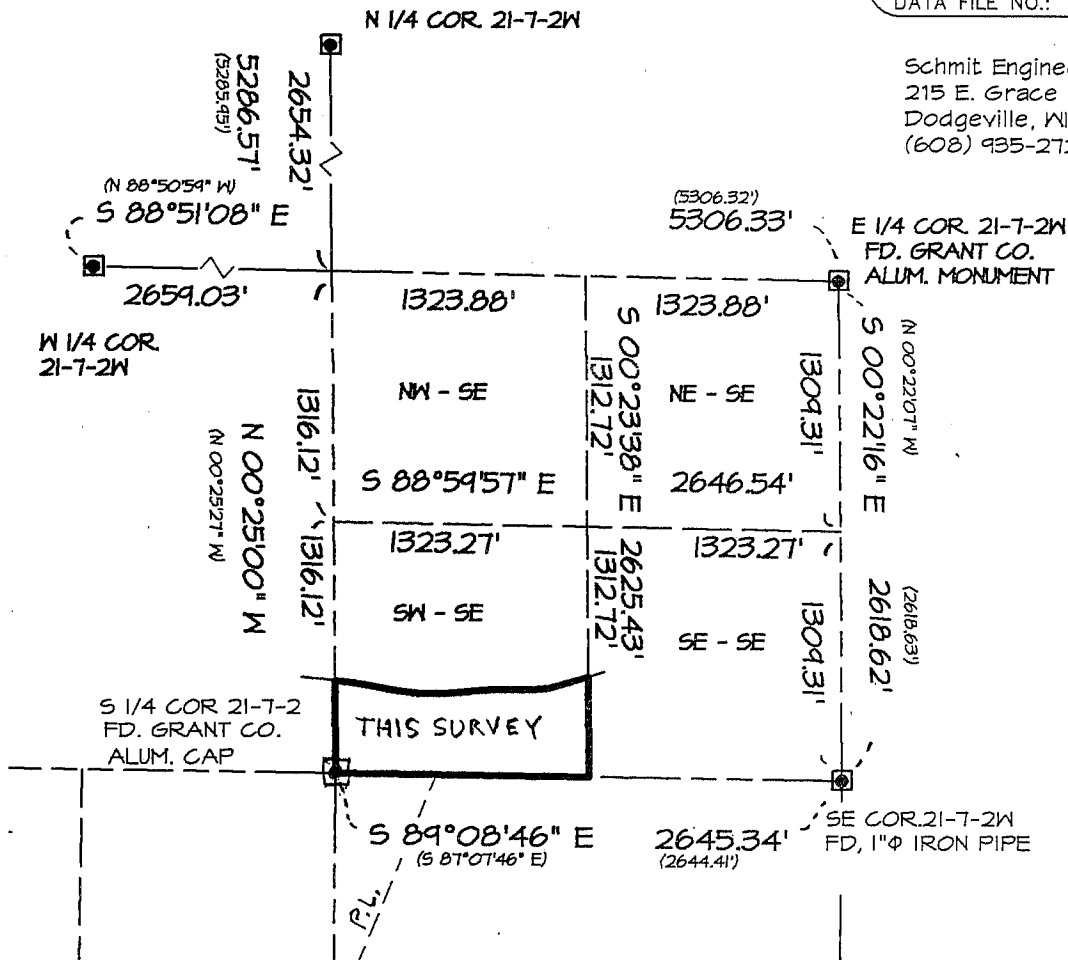 DATA FILE NO.:
N 1/4 COR. 21-7-2W
Schmit Enginee
215 E. Grace
Dodgeville, WI
(608) 935-27
5286.57'
(5285.95')
2654.32'
(N 88°50'59" W)
S 88°51'08" E
(5306.32')
5306.33'
E 1/4 COR. 21-7-2W
FD. GRANT CO.
ALUM. MONUMENT
2659.03'
1323.88'
1323.88'
W 1/4 COR.
21-7-2W
S 00°23'38" E
1312.72'
1309.31'
S 00°22'16" E
(N 00°22'07" W)
NW - SE
NE - SE
1316.12'
N 00°25'00" W
(N 00°25'27" W)
S 88°59'57" E
2646.54'
1323.27'
1323.27'
1316.12'
2625.43'
1312.72'
1309.31'
2618.62'
(2618.63')
SW - SE
SE - SE
S 1/4 COR 21-7-2
FD. GRANT CO.
ALUM. CAP
THIS SURVEY
S 89°08'46" E
(S 87°07'46" E)
2645.34'
(2644.41')
SE COR.21-7-2W
FD, 1"Φ IRON PIPE
P.L.